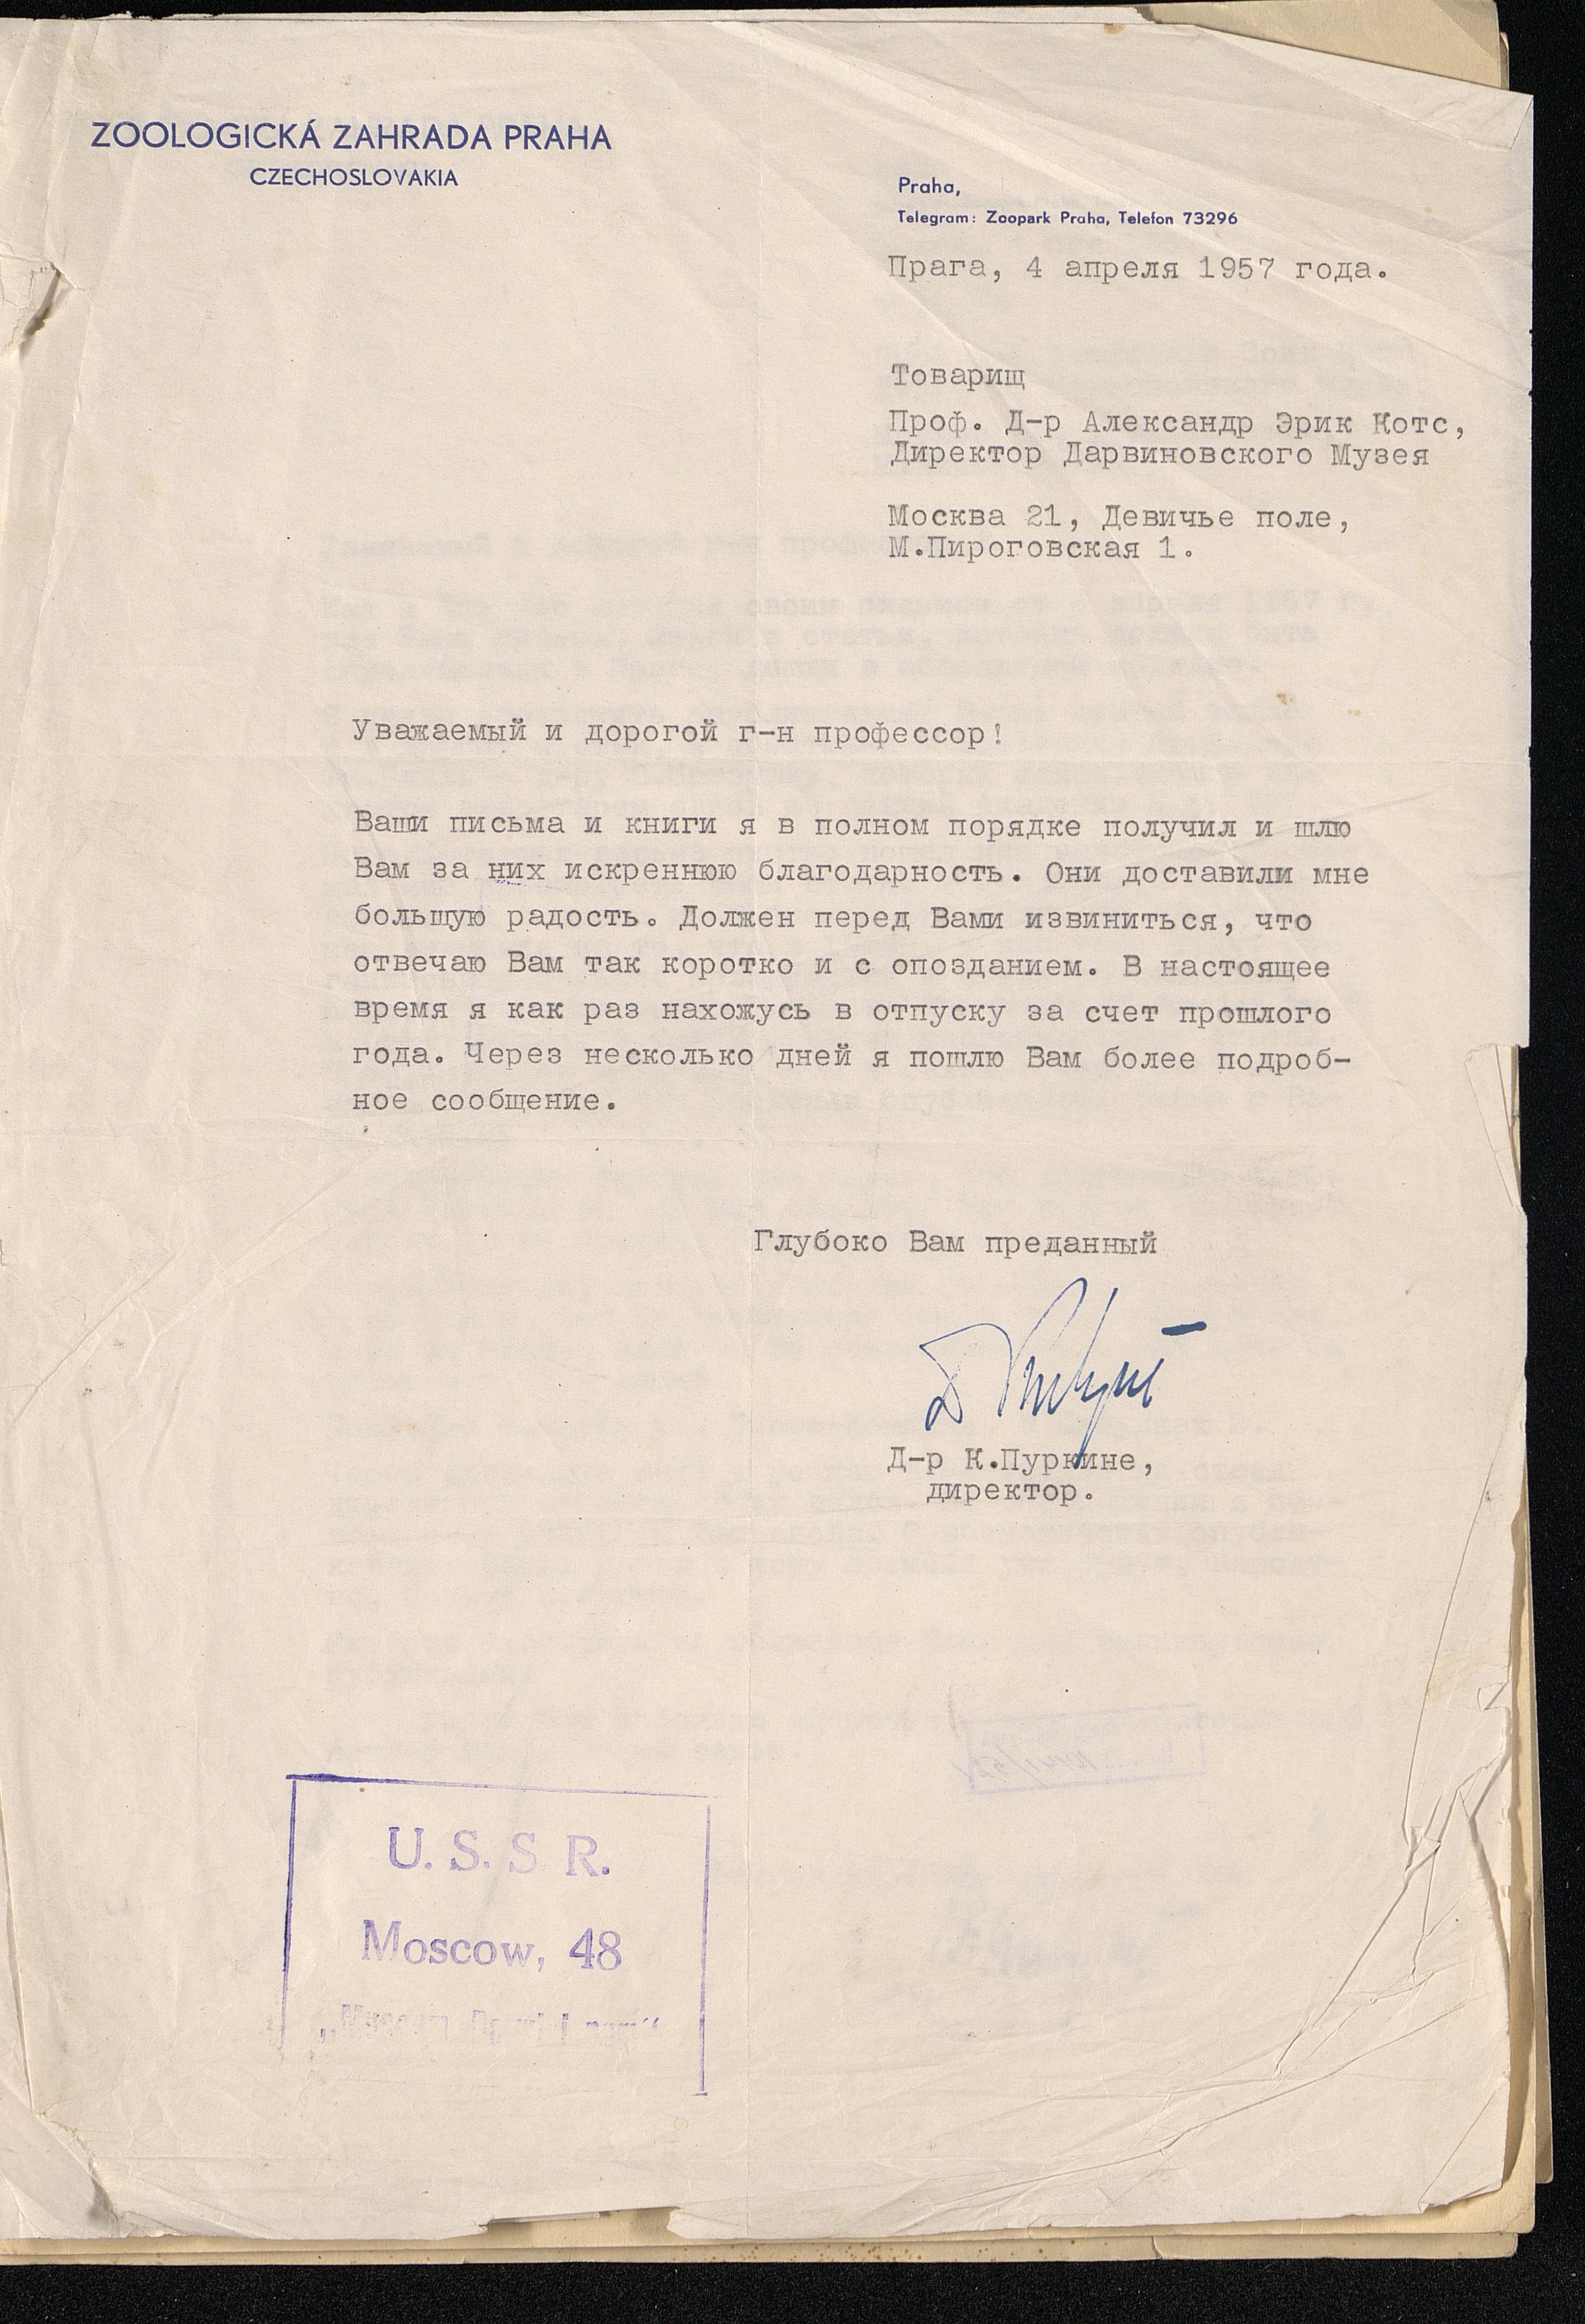 ZOOLOGICKÁ ZAHRADA PRAHA
CZECHOSLOVAKIA
Praha,
Telegram: Zoopark Praha, Telefon 73296
Прага, 4 апреля 1957 года.
Товарищ
Проф. Д-р Александр Эрик Котс,
Директор Дарвиновского Музея
Москва 21, Девичье поле,
М.Пироговская 1.
Уважаемый и дорогой г-н профессор!
Ваши письма и книги я в полном порядке получил и шлю
Вам за них искреннюю благодарность. Они доставили мне
большую радость. Должен перед Вами извиниться, что
отвечаю Вам так коротко и с опозданием. В настоящее
время я как раз нахожусь в отпуску за счет прошлого
года. Через несколько дней я пошлю Вам более подроб-
ное сообщение.
Глубоко Вам преданный
Д-р К.Пуркине,
директор.
U. S. S R.
Moscow, 48